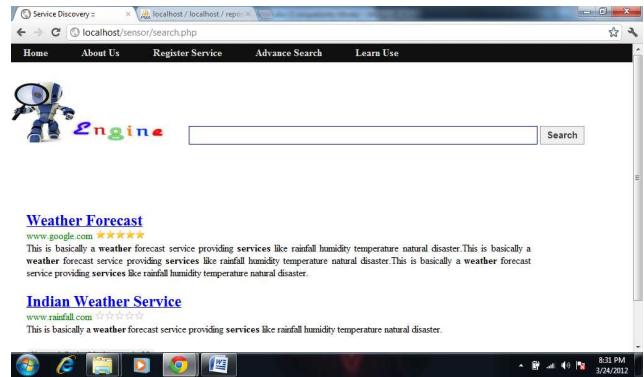 Service Discovery ::
localhost / localhost / repo
localhost/sensor/search.php
Home About Us Register Service Advance Search Learn Use
Engine
Search
Weather Forecast
www.google.com
This is basically a weather forecast service providing services like rainfall humidity temperature natural disaster.This is basically a
weather forecast service providing services like rainfall humidity temperature natural disaster.This is basically a weather forecast
service providing services like rainfall humidity temperature natural disaster.
Indian Weather Service
www.rainfall.com
This is basically a weather forecast service providing services like rainfall humidity temperature natural disaster.
8:31 PM
3/24/2012